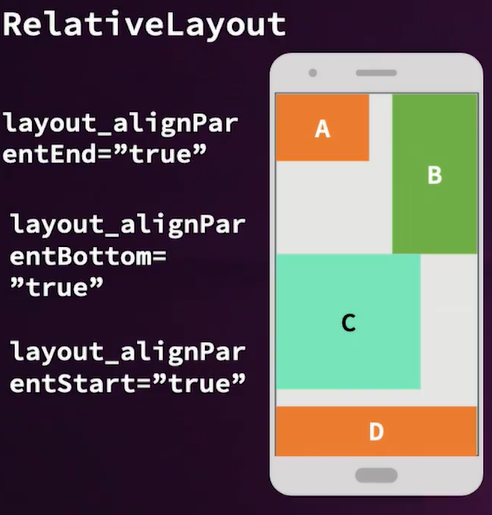 RelativeLayout
layout_alignPar
entEnd=”true”
layout_alignPar
entBottom=
”true”
layout_alignPar
entStart=”true”
A
B
C
D